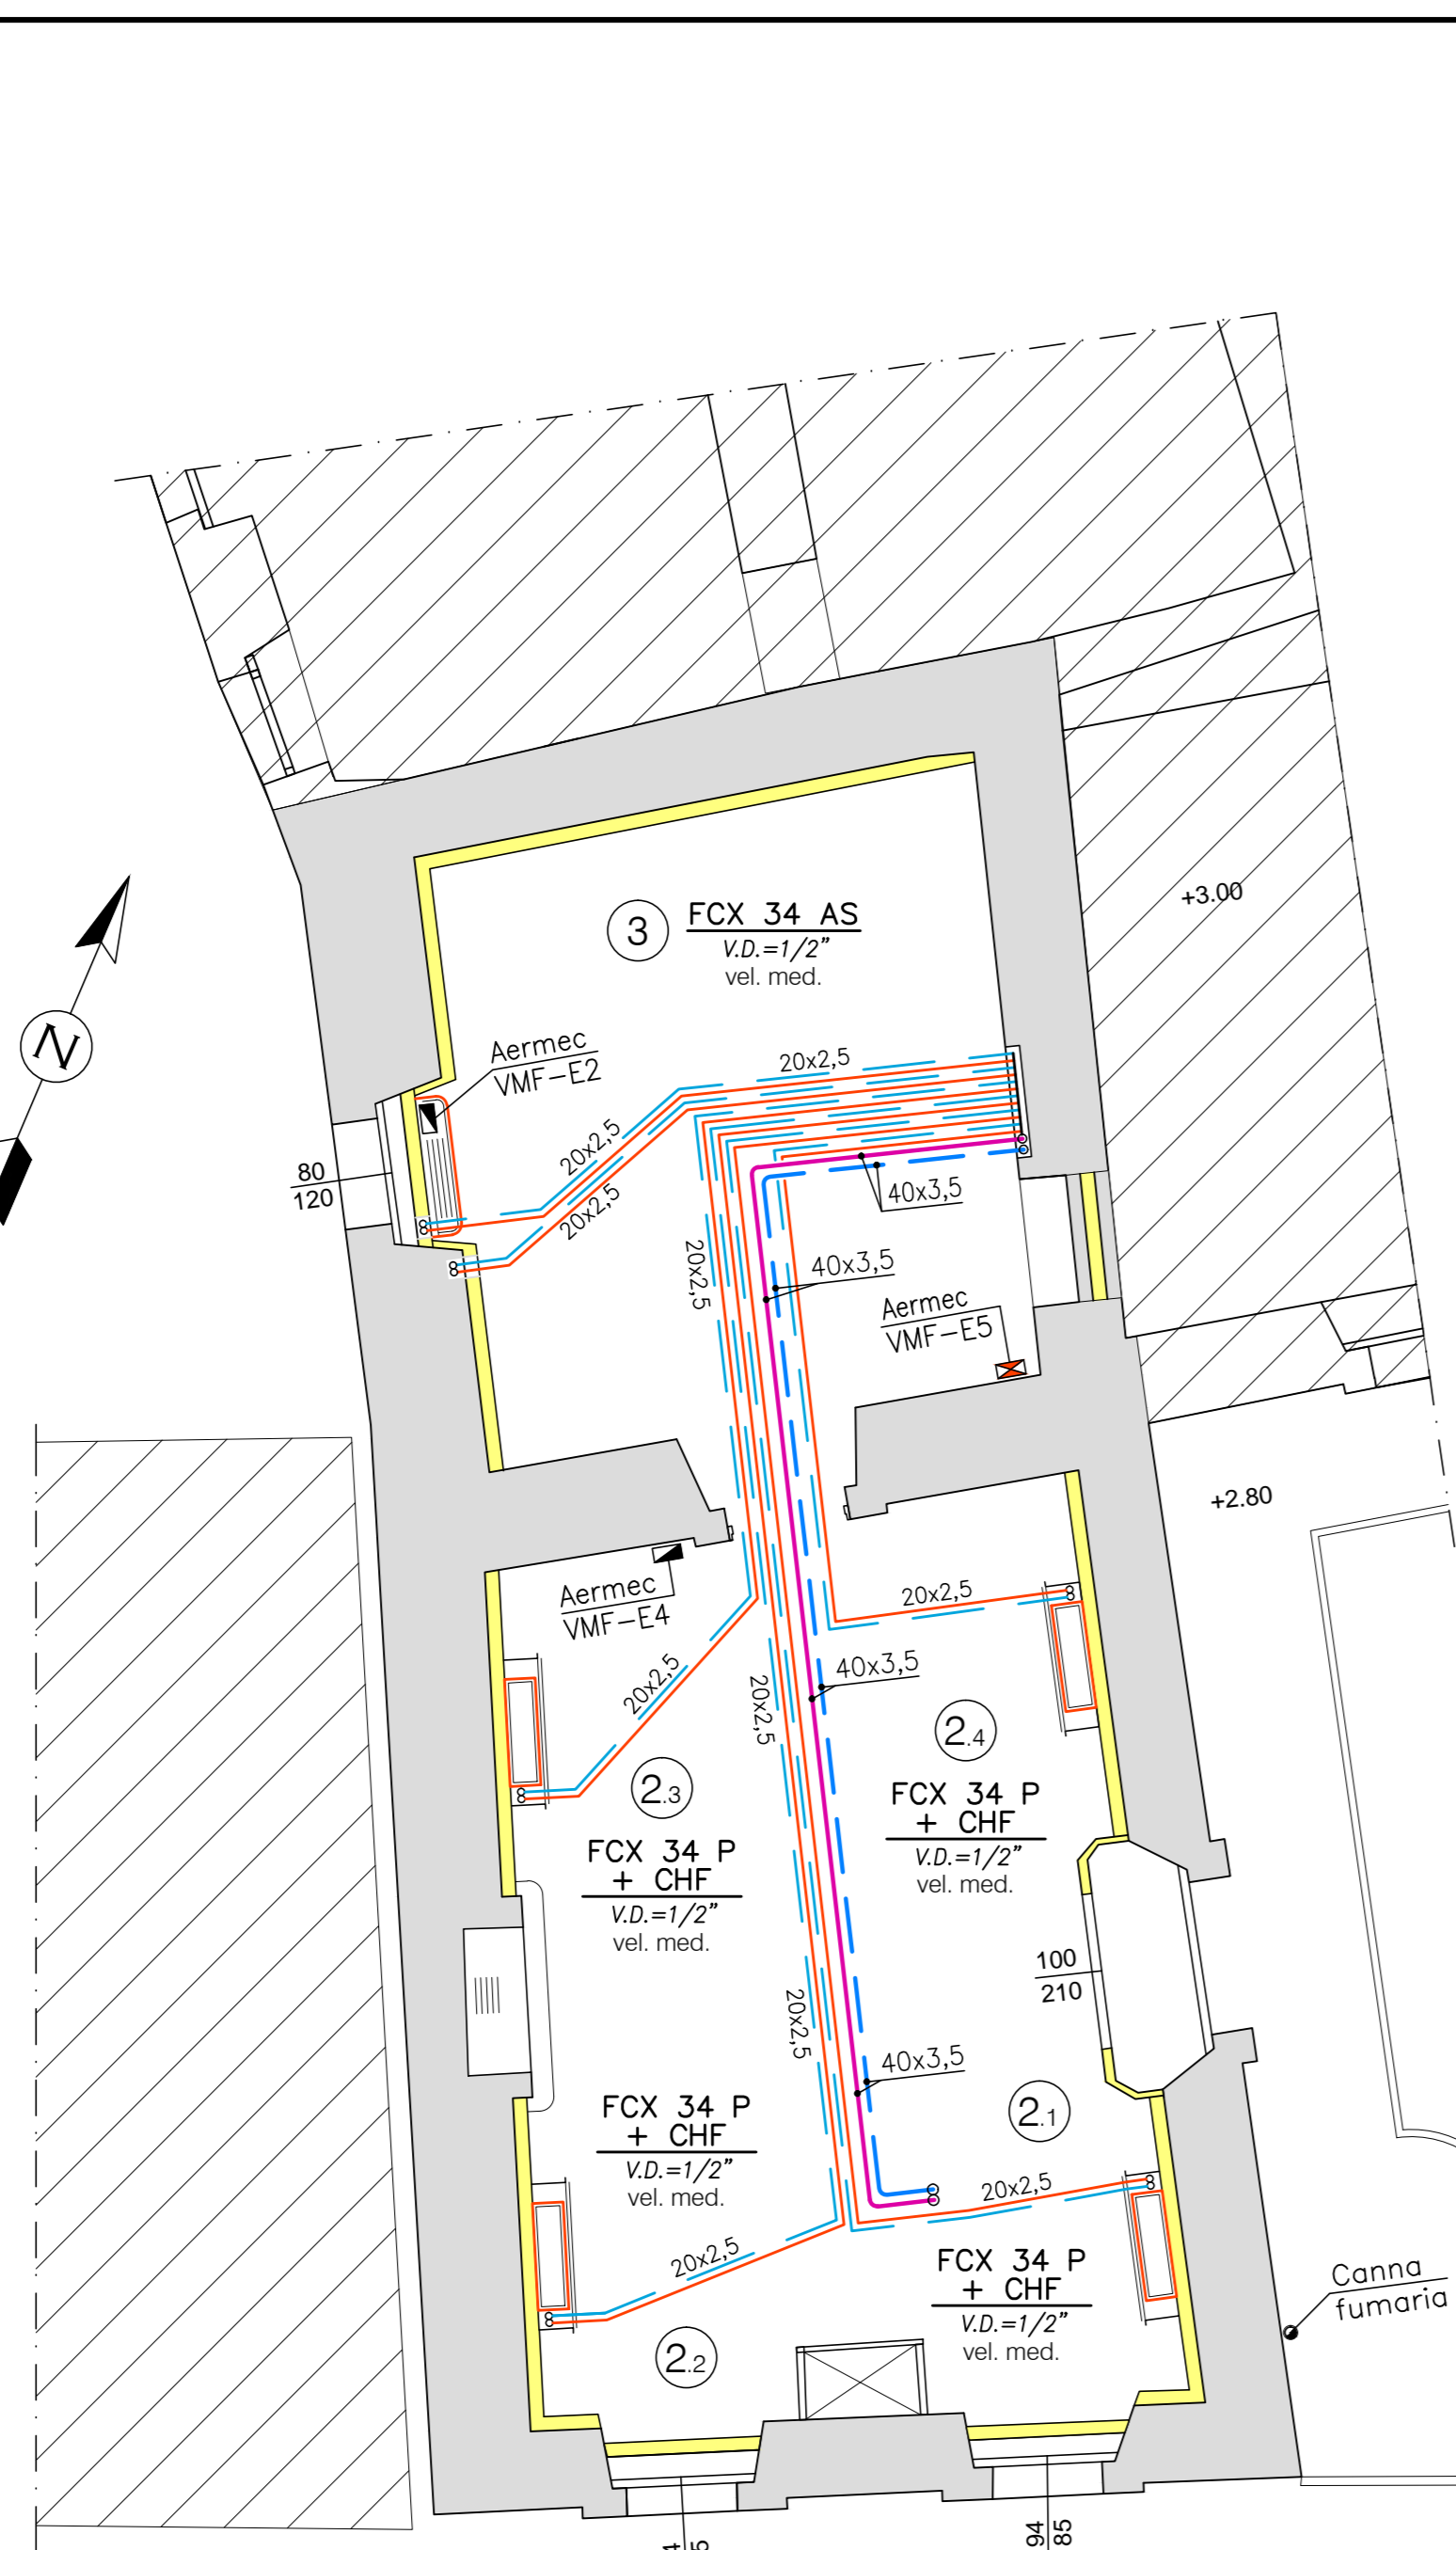 +3.00
3
FCX 34 AS
V.D.=1/2"
vel. med.
N
Aermec
VMF-E2
20x2,5
20x2,5
20x2,5
80
120
40x3,5
20x2,5
40x3,5
Aermec
VMF-E5
+2.80
Aermec
VMF-E4
20x2,5
20x2,5
20x2,5
40x3,5
2.4
2.3
FCX 34 P
+ CHF
V.D.=1/2"
vel. med.
FCX 34 P
+ CHF
V.D.=1/2"
vel. med.
100
210
20x2,5
40x3,5
FCX 34 P
+ CHF
V.D.=1/2"
vel. med.
2.1
20x2,5
20x2,5
FCX 34 P
+ CHF
V.D.=1/2"
vel. med.
Canna
fumaria
2.2
94
85